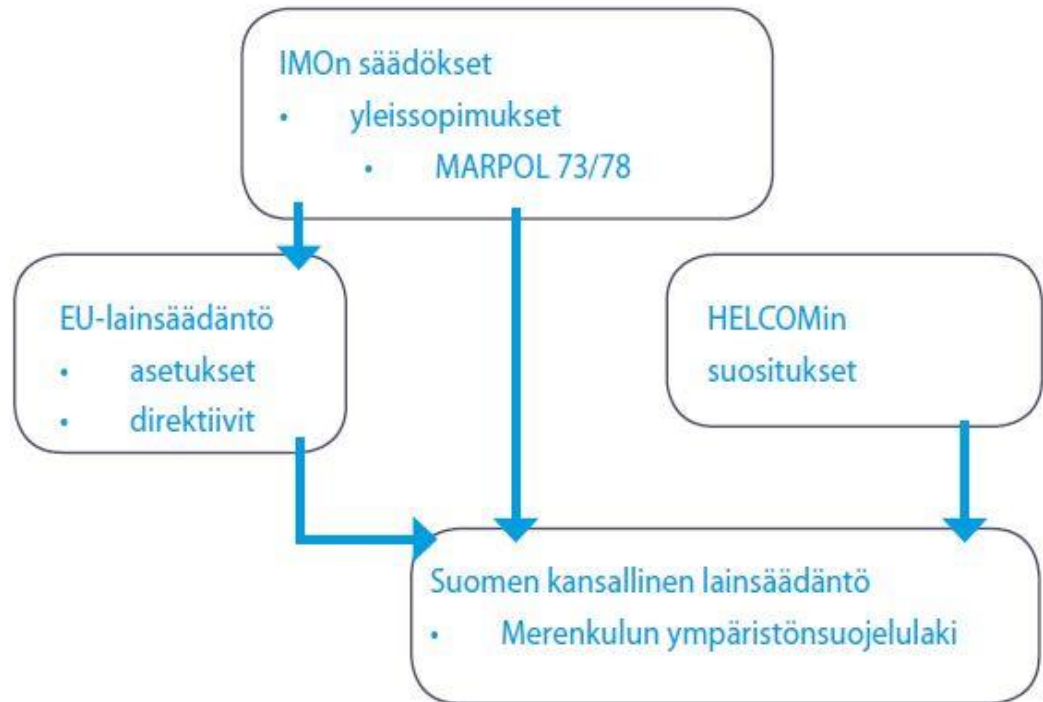 IMOn säädökset
• yleissopimukset
• MARPOL 73/78
EU-lainsäädäntö
• asetukset
• direktiivit
HELCOMin
suositukset
Suomen kansallinen lainsäädäntö
• Merenkulun ympäristönsuojelulaki